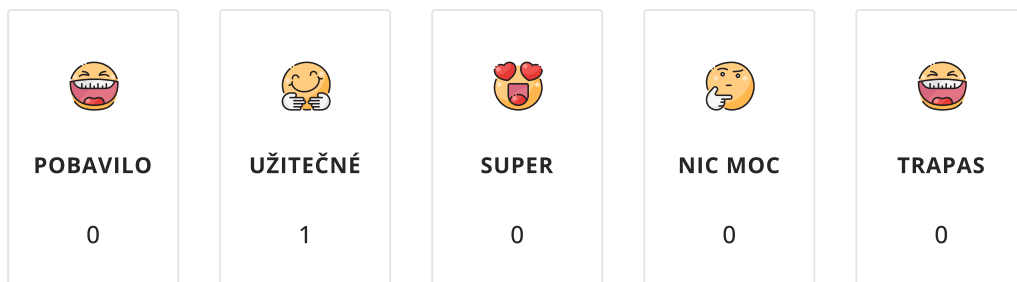 POBAVILO
UŽITEČNÉ
SUPER
NIC MOC
TRAPAS
0
1
0
0
0